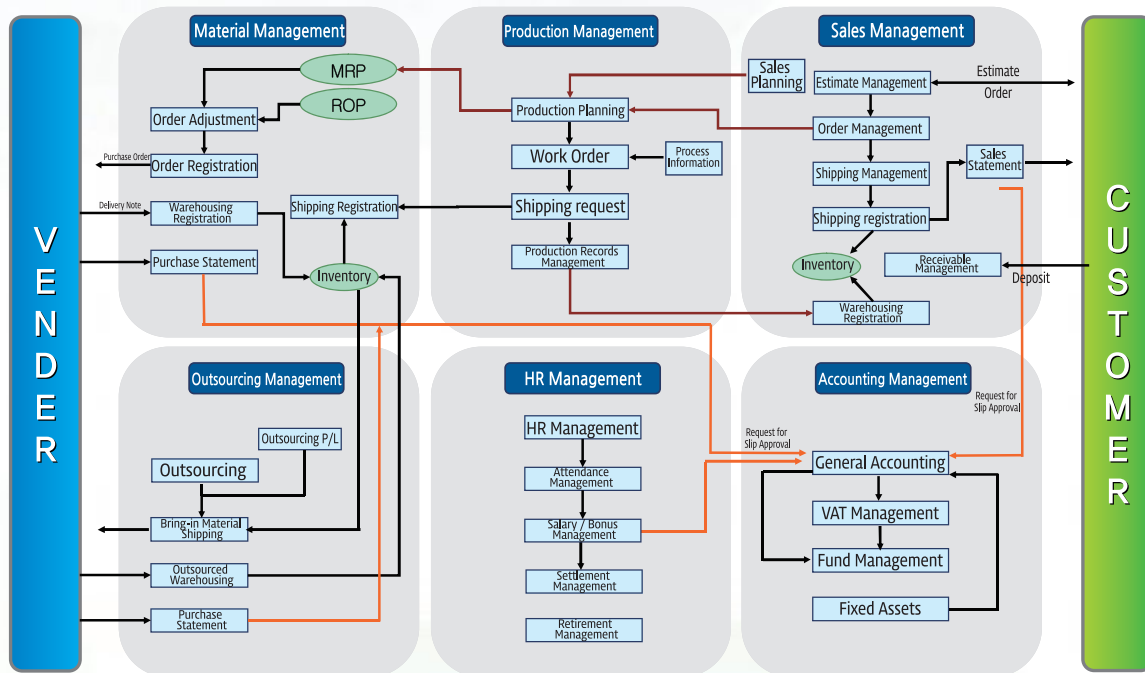 Material Management
Production Management
Sales Management
MRP
ROP
Order Adjustment
Purchase Order
Order Registration
Delivery Note
Warehousing
Registration
Shipping Registration
Purchase Statement
Inventory
Sales
Planning
Production Planning
Work Order
Process
Information
Shipping request
Production Records
Management
Estimate Management
Estimate
Order
Order Management
Sales
Statement
Shipping Management
Shipping registration
Inventory
Receivable
Management
Deposit
Warehousing
Registration
VENDER
CUSTOMER
Outsourcing Management
HR Management
Accounting Management
Outsourcing P/L
Outsourcing
Bring-in Material
Shipping
Outsourced
Warehousing
Purchase
Statement
HR Management
Attendance
Management
Salary / Bonus
Management
Settlement
Management
Retirement
Management
Request for
Slip Approval
Request for
Slip Approval
General Accounting
VAT Management
Fund Management
Fixed Assets